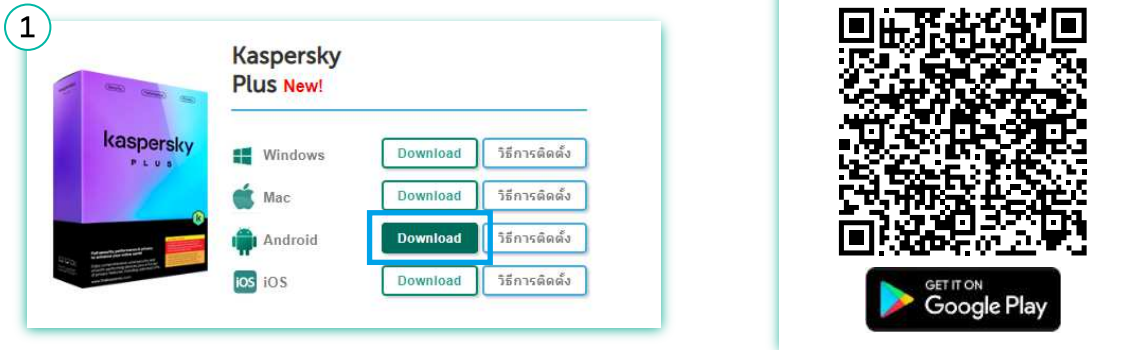 1
Kaspersky
Plus New!
kaspersky
PLUS
Windows Download วิธีการติดตั้ง
Mac Download วิธีการติดตั้ง
Android Download วิธีการติดตั้ง
iOS iOS Download วิธีการติดตั้ง
GET IT ON
Google Play